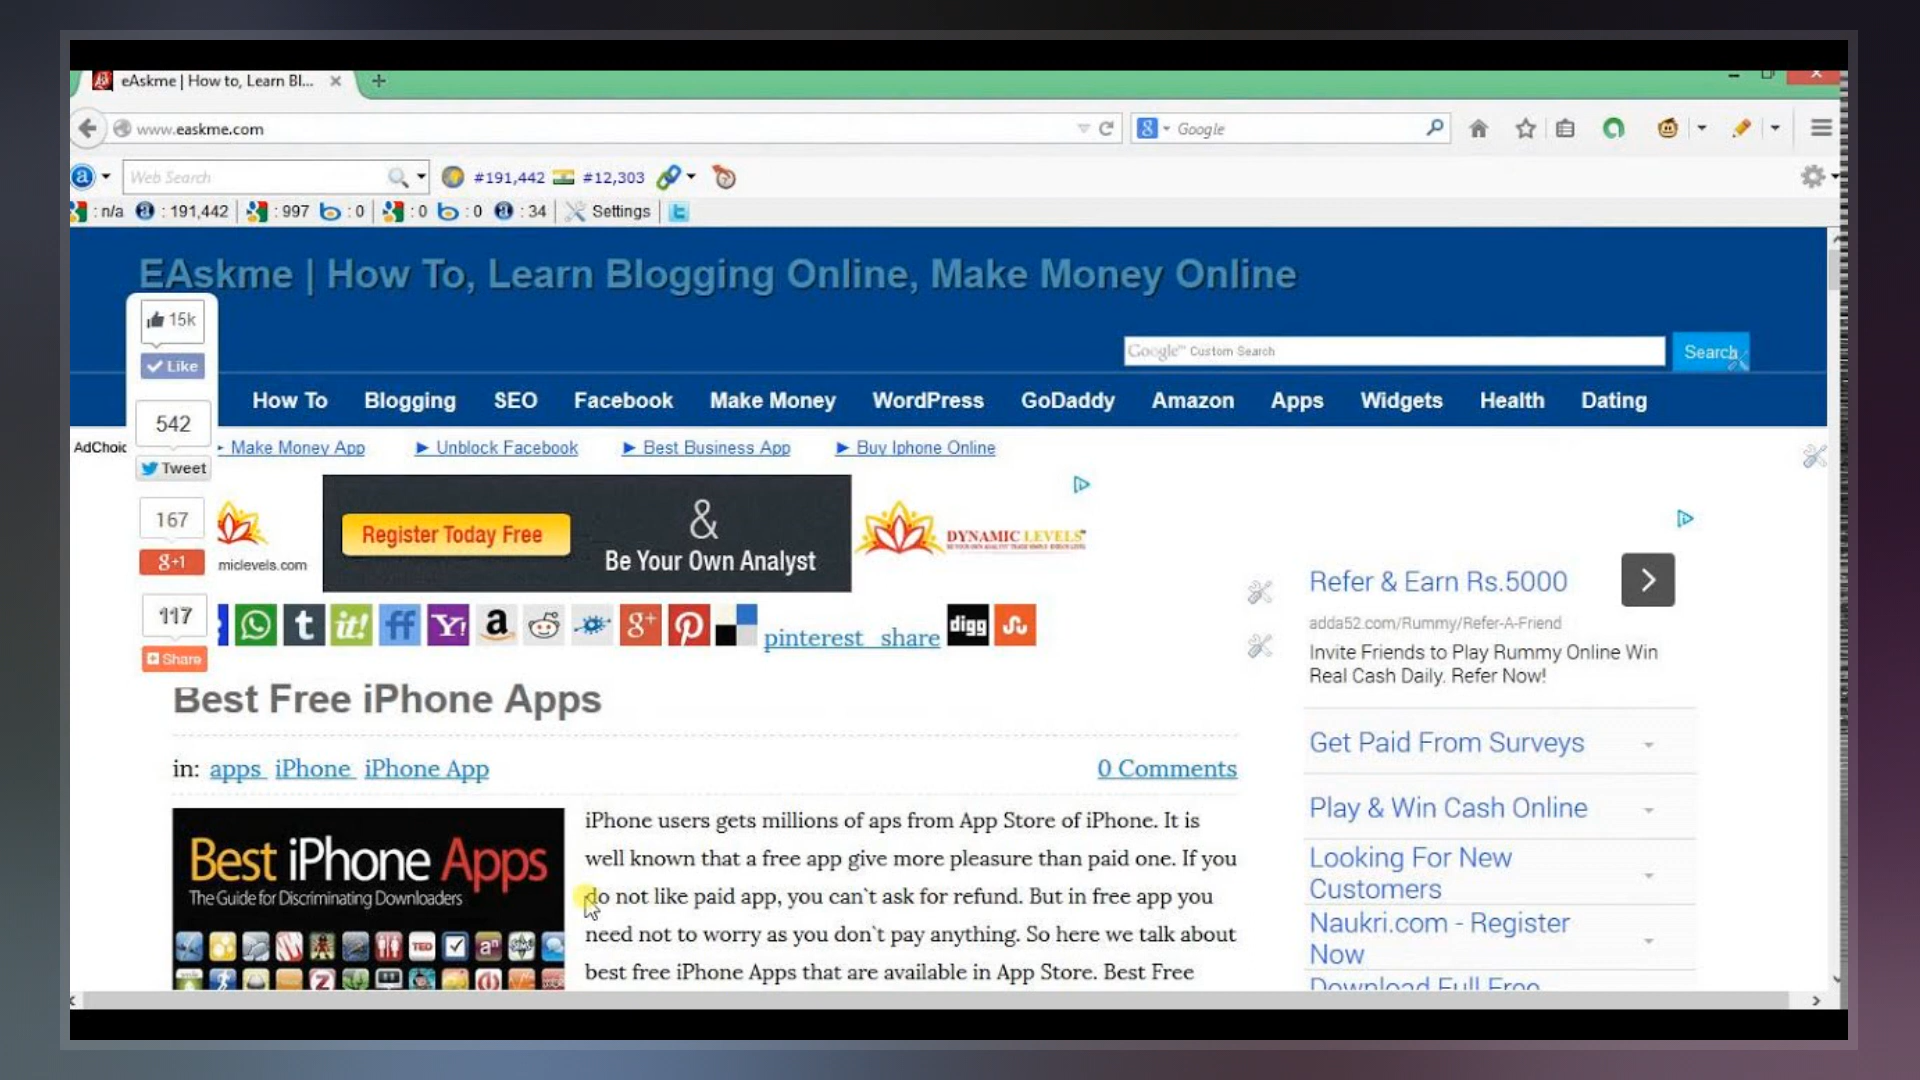 eAskme | How to, Learn Bl...
www.easkme.com
Google
Web Search
#191,442 #12,303
: n/a : 191,442 : 997 : 0 : 0 : 0 : 34 Settings
EAskme | How To, Learn Blogging Online, Make Money Online
15k
Like
Google™ Custom Search
Search
How To Blogging SEO Facebook Make Money WordPress GoDaddy Amazon Apps Widgets Health Dating
542
Tweet
AdChoic
Make Money App
Unblock Facebook
Best Business App
Buy Iphone Online
167
g+1
miclevels.com
Register Today Free
&
Be Your Own Analyst
DYNAMIC LEVELS
117
Share
t it! ff Y! a g+ pinterest share digg
Best Free iPhone Apps
in: apps iPhone iPhone App
0 Comments
Best iPhone Apps
The Guide for Discriminating Downloaders
TED
iPhone users gets millions of aps from App Store of iPhone. It is
well known that a free app give more pleasure than paid one. If you
do not like paid app, you can`t ask for refund. But in free app you
need not to worry as you don`t pay anything. So here we talk about
best free iPhone Apps that are available in App Store. Best Free
Refer & Earn Rs.5000
adda52.com/Rummy/Refer-A-Friend
Invite Friends to Play Rummy Online Win
Real Cash Daily. Refer Now!
Get Paid From Surveys
Play & Win Cash Online
Looking For New
Customers
Naukri.com - Register
Now
Download Full Free